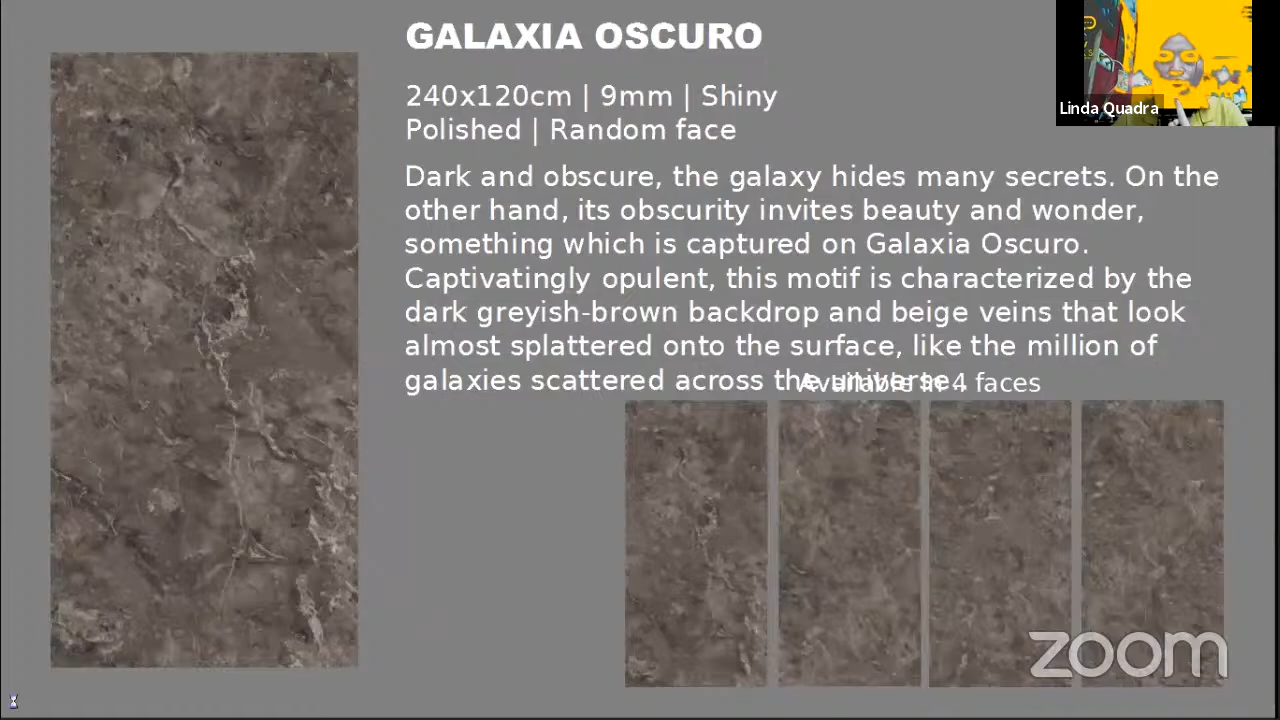 GALAXIA OSCURO
240x120cm | 9mm | Shiny
Polished | Random face
Dark and obscure, the galaxy hides many secrets. On the
other hand, its obscurity invites beauty and wonder,
something which is captured on Galaxia Oscuro.
Captivatingly opulent, this motif is characterized by the
dark greyish-brown backdrop and beige veins that look
almost splattered onto the surface, like the million of
galaxies scattered across the universe.
Available in 4 faces
Linda Quadra
zoom